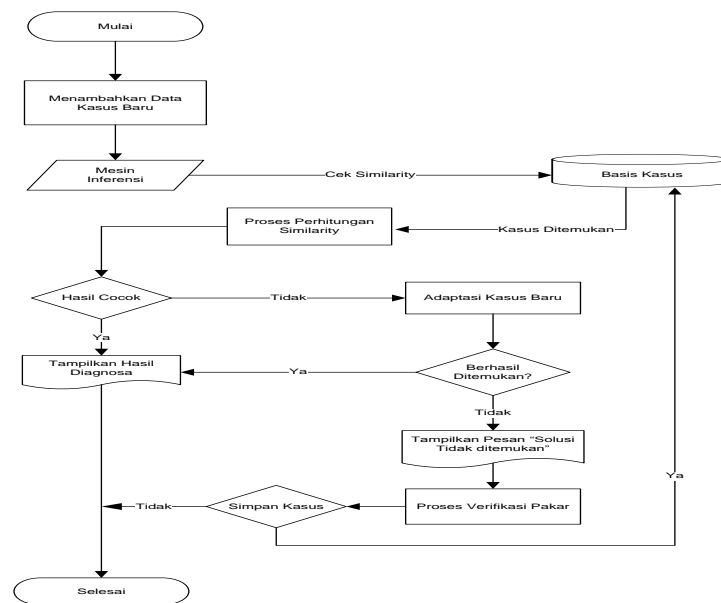 Mulai
Menambahkan Data
Kasus Baru
Mesin
Inferensi
Cek Similarity
Basis Kasus
Proses Perhitungan
Similarity
Kasus Ditemukan
Hasil Cocok
Tidak
Adaptasi Kasus Baru
Ya
Tampilkan Hasil
Diagnosa
Ya
Berhasil
Ditemukan?
Tidak
Tampilkan Pesan "Solusi
Tidak ditemukan"
Ya
Tidak
Simpan Kasus
Proses Verifikasi Pakar
Selesai